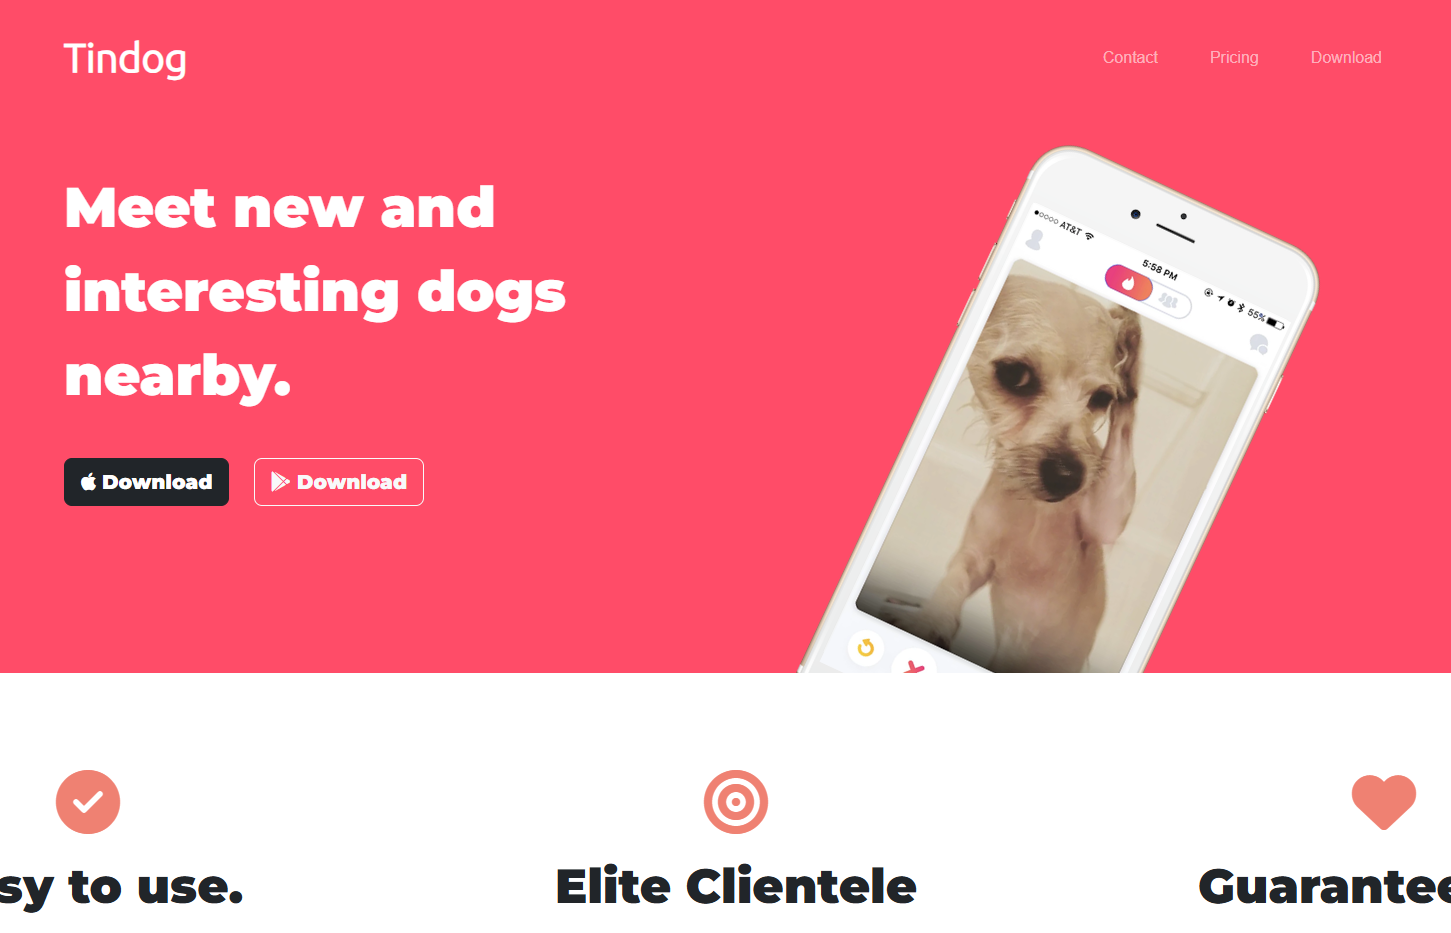 Tindog
Contact Pricing Download
Meet new and
interesting dogs
nearby.
Download Download
AT&T
5:58 PM
55%
sy to use. Elite Clientele Guarantee